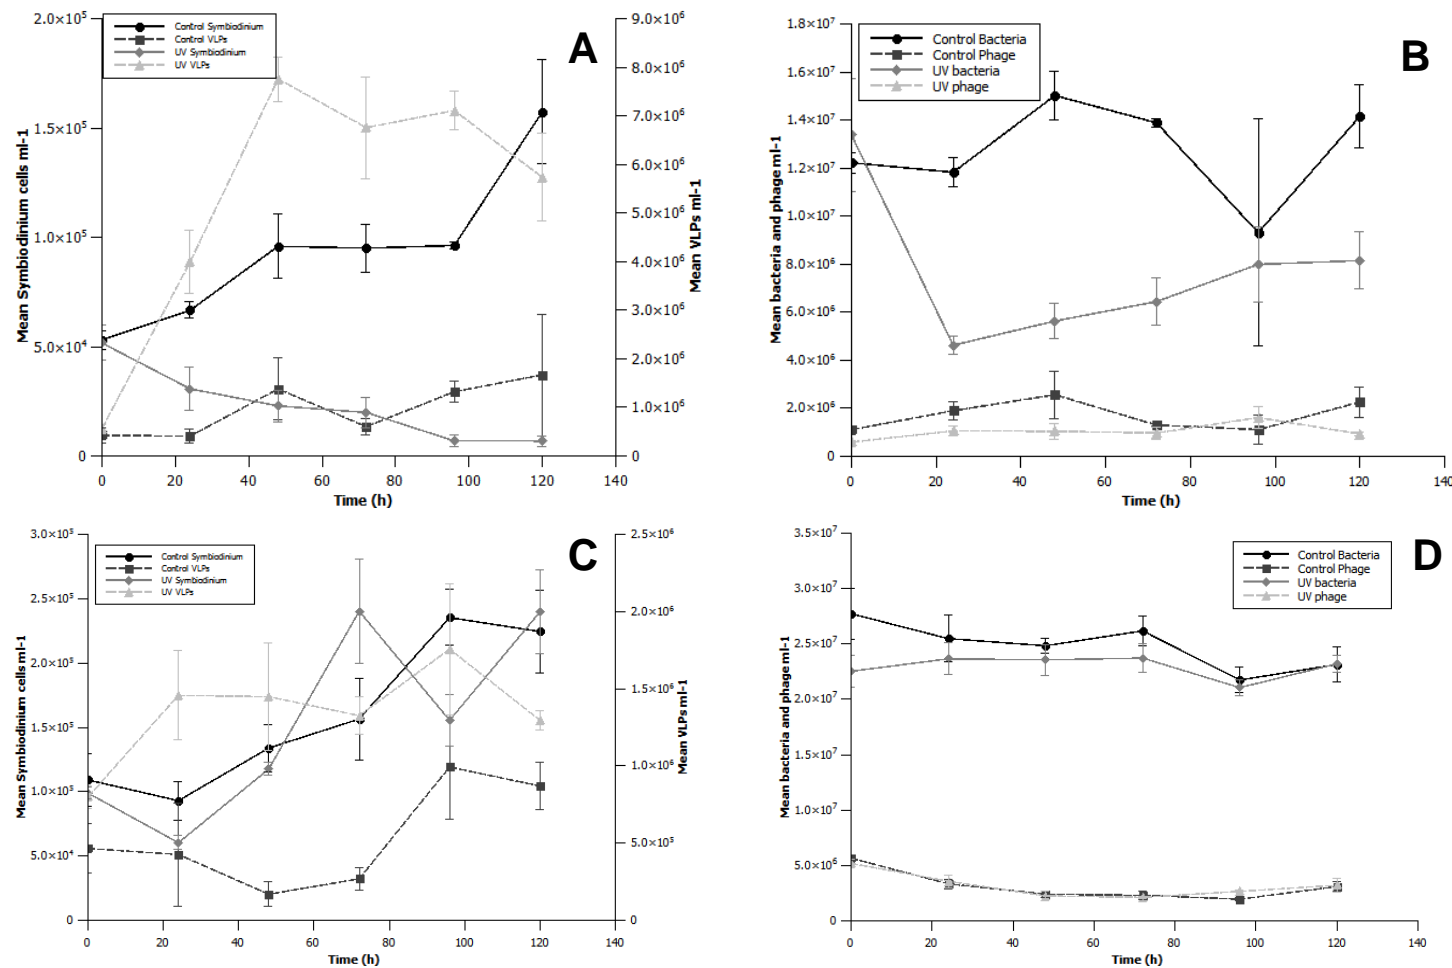 A
Control Symbiodinium
Control VLPs
UV Symbiodinium
UV VLPs
Mean Symbiodinium cells ml-1
2.0×10⁵
1.5×10⁵
1.0×10⁵
5.0×10⁴
0
Mean VLPs ml-1
9.0×10⁶
8.0×10⁶
7.0×10⁶
6.0×10⁶
5.0×10⁶
4.0×10⁶
3.0×10⁶
2.0×10⁶
1.0×10⁶
0
0 20 40 60 80 100 120 140
Time (h)
B
Control Bacteria
Control Phage
UV bacteria
UV phage
Mean bacteria and phage ml-1
1.8×10⁷
1.6×10⁷
1.4×10⁷
1.2×10⁷
1.0×10⁷
8.0×10⁶
6.0×10⁶
4.0×10⁶
2.0×10⁶
0
0 20 40 60 80 100 120 140
Time (h)
C
Control Symbiodinium
Control VLPs
UV Symbiodinium
UV VLPs
Mean Symbiodinium cells ml-1
3.0×10⁵
2.5×10⁵
2.0×10⁵
1.5×10⁵
1.0×10⁵
5.0×10⁴
0
Mean VLPs ml-1
2.5×10⁶
2.0×10⁶
1.5×10⁶
1.0×10⁶
5.0×10⁵
0
0 20 40 60 80 100 120 140
Time (h)
D
Control Bacteria
Control Phage
UV bacteria
UV phage
Mean bacteria and phage ml-1
3.5×10⁷
3.0×10⁷
2.5×10⁷
2.0×10⁷
1.5×10⁷
1.0×10⁷
5.0×10⁶
0
0 20 40 60 80 100 120 140
Time (h)